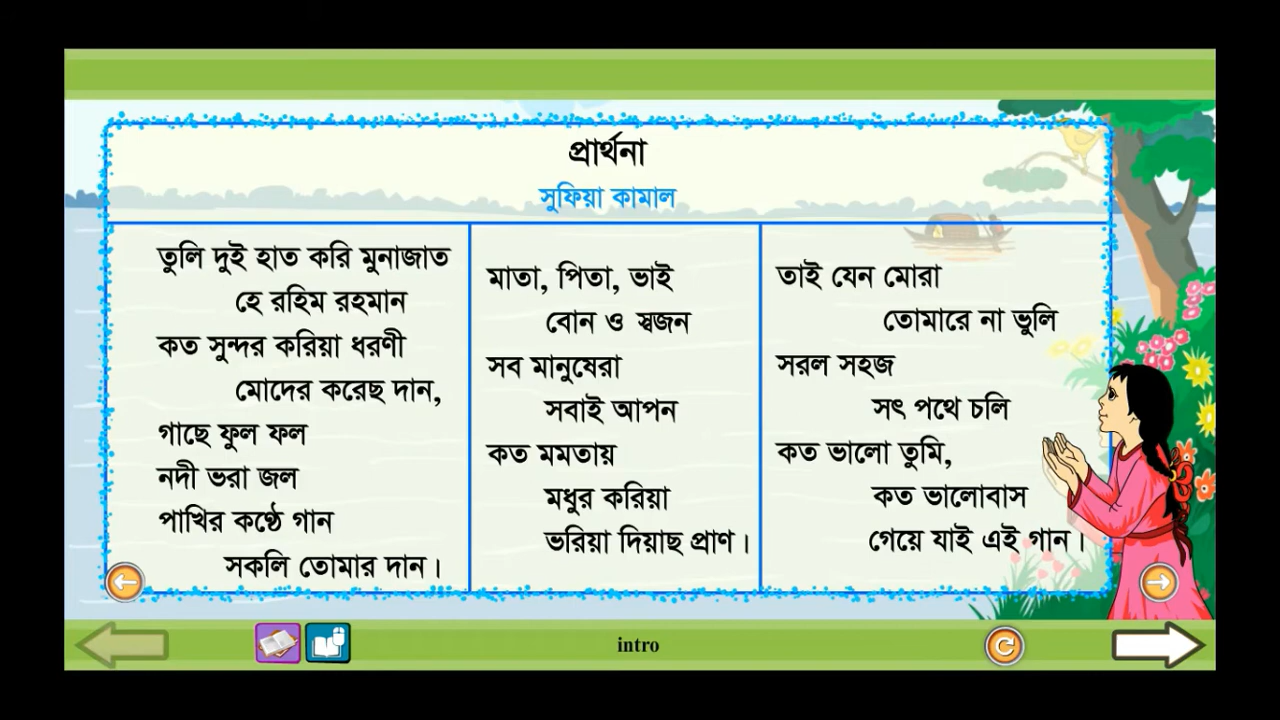 প্রার্থনা
সুফিয়া কামাল
তুলি দুই হাত করি মুনাজাত
হে রহিম রহমান
কত সুন্দর করিয়া ধরণী
মোদের করেছ দান,
গাছে ফুল ফল
নদী ভরা জল
পাখির কণ্ঠে গান
সকলি তোমার দান।
মাতা, পিতা, ভাই
বোন ও স্বজন
সব মানুষেরা
সবাই আপন
কত মমতায়
মধুর করিয়া
ভরিয়া দিয়াছ প্রাণ।
তাই যেন মোরা
তোমারে না ভুলি
সরল সহজ
সৎ পথে চলি
কত ভালো তুমি,
কত ভালোবাস
গেয়ে যাই এই গান।
intro